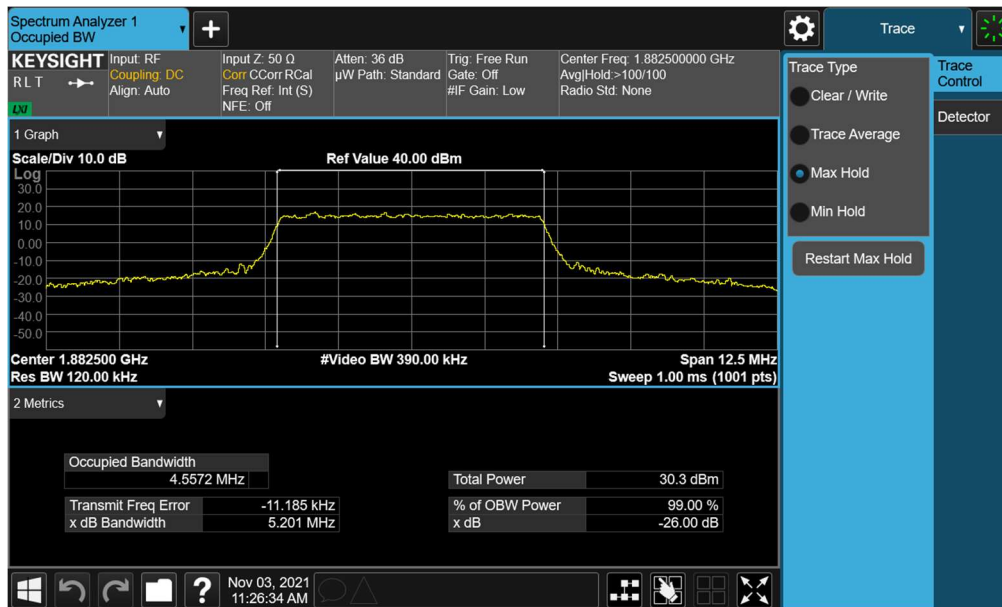 Spectrum Analyzer 1
Occupied BW
Trace
KEYSIGHT
RLT
LXI
Input: RF
Coupling: DC
Align: Auto
Input Z: 50 Ω
Corr CCorr RCal
Freq Ref: Int (S)
NFE: Off
Atten: 36 dB
µW Path: Standard
Trig: Free Run
Gate: Off
#IF Gain: Low
Center Freq: 1.882500000 GHz
Avg|Hold:>100/100
Radio Std: None
Trace Type
Clear / Write
Trace Average
Max Hold
Min Hold
Restart Max Hold
Trace
Control
Detector
1 Graph
Scale/Div 10.0 dB
Ref Value 40.00 dBm
Log
30.0
20.0
10.0
0.00
-10.0
-20.0
-30.0
-40.0
-50.0
Center 1.882500 GHz
#Video BW 390.00 kHz
Span 12.5 MHz
Res BW 120.00 kHz
Sweep 1.00 ms (1001 pts)
2 Metrics
Occupied Bandwidth
4.5572 MHz
Total Power 30.3 dBm
Transmit Freq Error -11.185 kHz
% of OBW Power 99.00 %
x dB Bandwidth 5.201 MHz
x dB -26.00 dB
?
Nov 03, 2021
11:26:34 AM